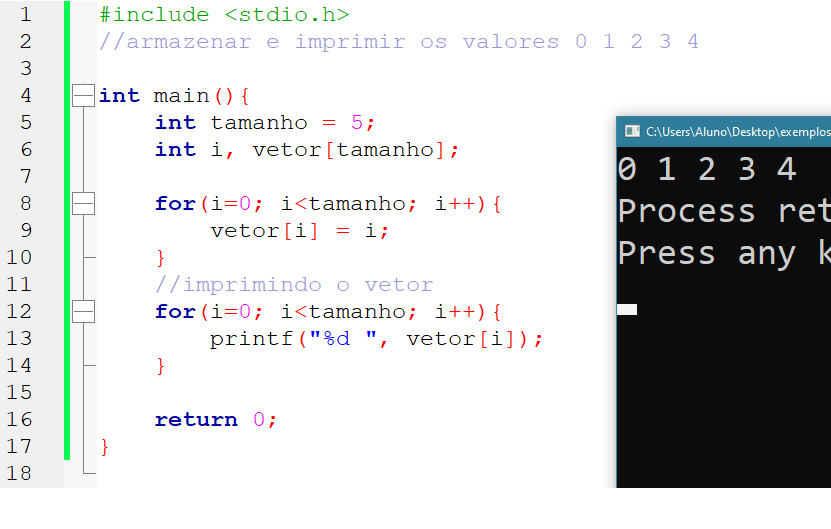 1 #include <stdio.h>
2 //armazenar e imprimir os valores 0 1 2 3 4
3
4 int main(){
5 int tamanho = 5;
6 int i, vetor[tamanho];
7
8 for(i=0; i<tamanho; i++){
9 vetor[i] = i;
10 }
11 //imprimindo o vetor
12 for(i=0; i<tamanho; i++){
13 printf("%d ", vetor[i]);
14 }
15
16 return 0;
17 }
18
C:\Users\Aluno\Desktop\exemplos
0 1 2 3 4
Process ret
Press any k